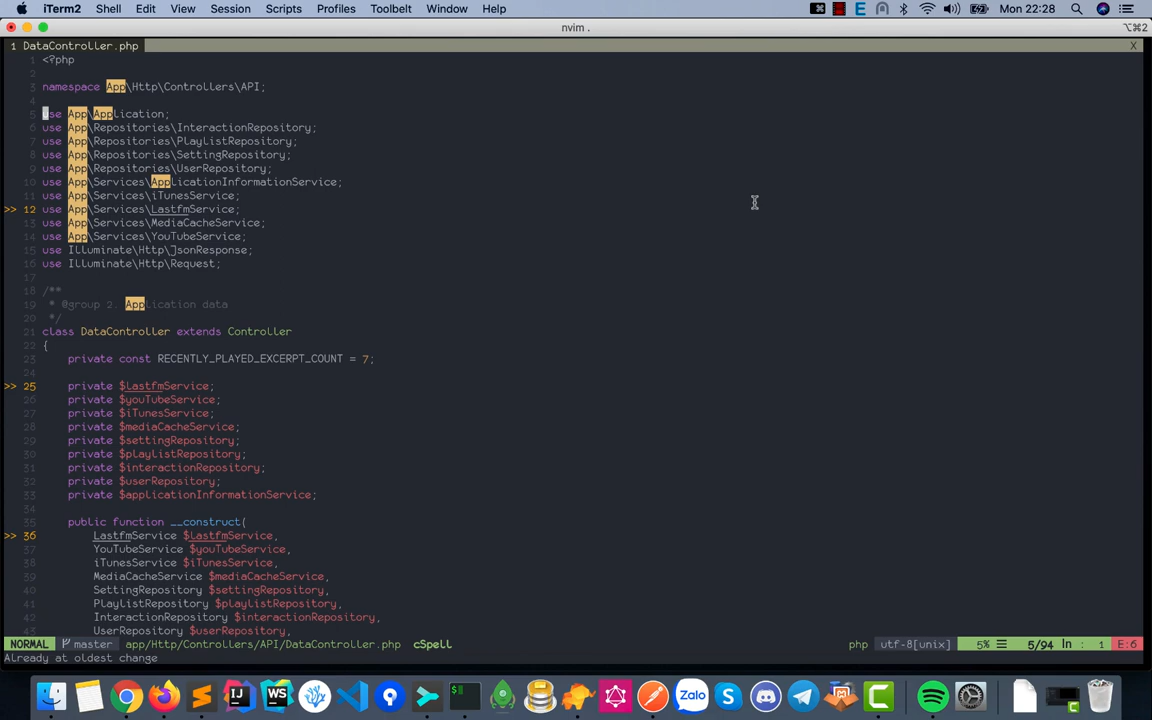 iTerm2 Shell Edit View Session Scripts Profiles Toolbelt Window Help Mon 22:28
nvim . ⌥⌘2
1 DataController.php X
1 <?php
2
3 namespace App\Http\Controllers\API;
4
5 use App\Application;
6 use App\Repositories\InteractionRepository;
7 use App\Repositories\PlaylistRepository;
8 use App\Repositories\SettingRepository;
9 use App\Repositories\UserRepository;
10 use App\Services\ApplicationInformationService;
11 use App\Services\iTunesService;
>> 12 use App\Services\LastfmService;
13 use App\Services\MediaCacheService;
14 use App\Services\YouTubeService;
15 use Illuminate\Http\JsonResponse;
16 use Illuminate\Http\Request;
17
18 /**
19 * @group 2. Application data
20 */
21 class DataController extends Controller
22 {
23 private const RECENTLY_PLAYED_EXCERPT_COUNT = 7;
24
>> 25 private $lastfmService;
26 private $youTubeService;
27 private $iTunesService;
28 private $mediaCacheService;
29 private $settingRepository;
30 private $playlistRepository;
31 private $interactionRepository;
32 private $userRepository;
33 private $applicationInformationService;
34
35 public function __construct(
>> 36 LastfmService $lastfmService,
37 YouTubeService $youTubeService,
38 iTunesService $iTunesService,
39 MediaCacheService $mediaCacheService,
40 SettingRepository $settingRepository,
41 PlaylistRepository $playlistRepository,
42 InteractionRepository $interactionRepository,
43 UserRepository $userRepository,
NORMAL master app/Http/Controllers/API/DataController.php cSpell php utf-8[unix] 5% ☰ 5/94 ln : 1 E:6
Already at oldest change
IJ WS Zalo